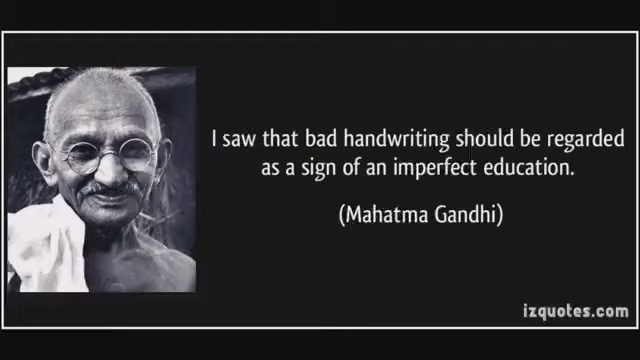 I saw that bad handwriting should be regarded
as a sign of an imperfect education.
(Mahatma Gandhi)
izquotes.com